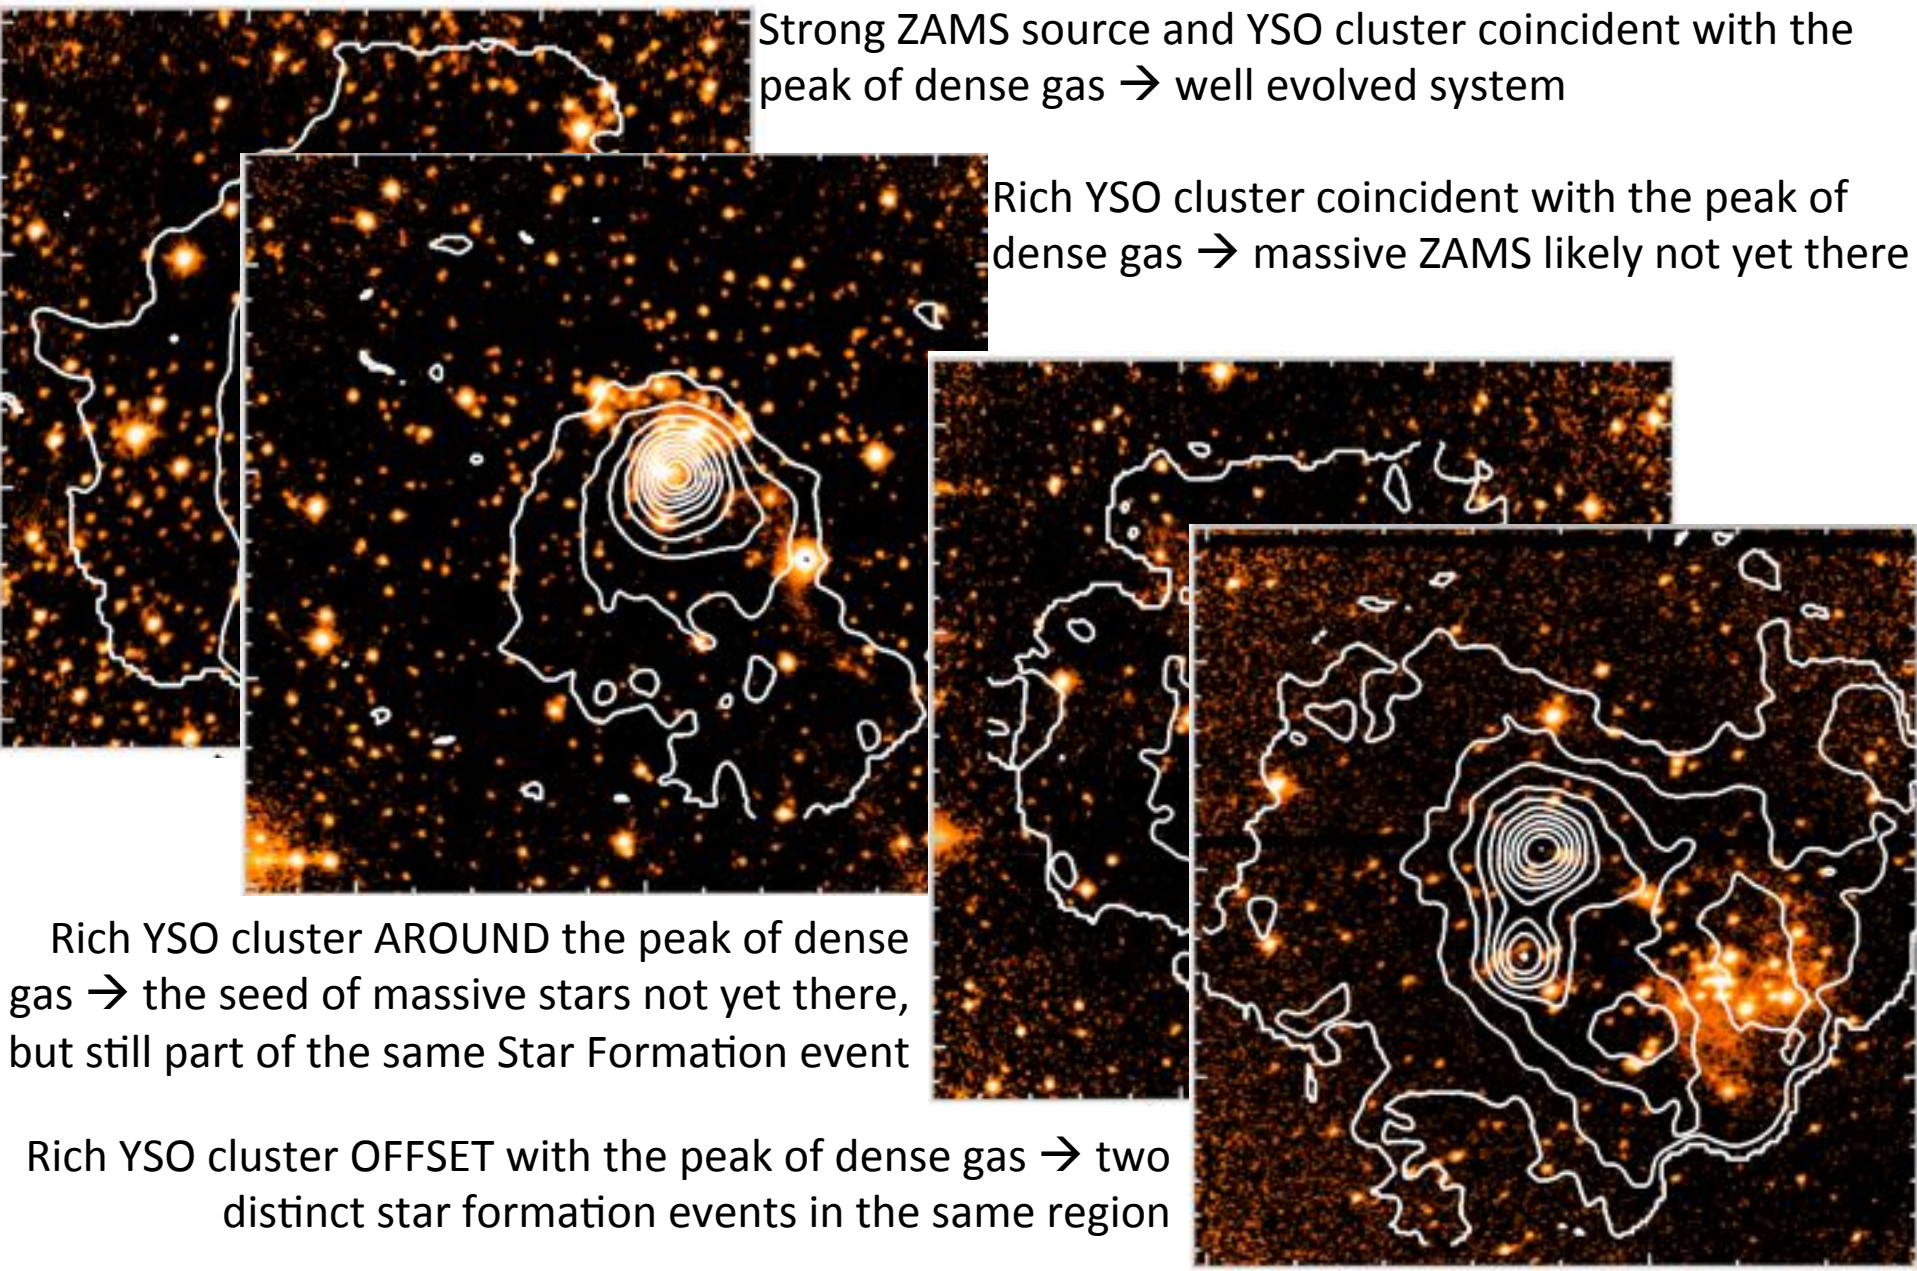 Strong ZAMS source and YSO cluster coincident with the
peak of dense gas → well evolved system
Rich YSO cluster coincident with the peak of
dense gas → massive ZAMS likely not yet there
Rich YSO cluster AROUND the peak of dense
gas → the seed of massive stars not yet there,
but still part of the same Star Formation event
Rich YSO cluster OFFSET with the peak of dense gas → two
distinct star formation events in the same region